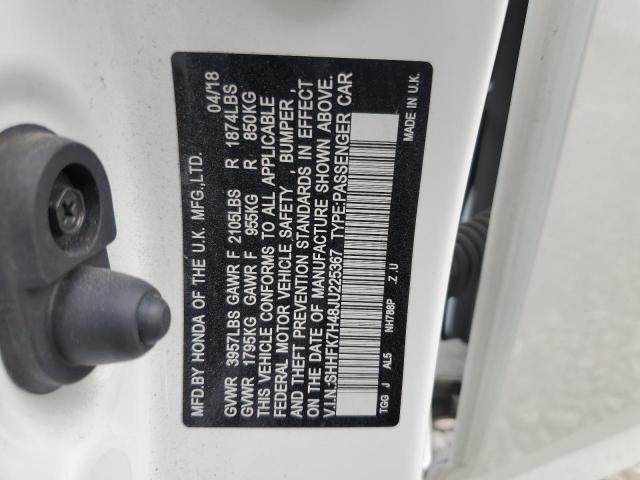 MFD.BY HONDA OF THE U.K. MFG.,LTD. 04/18
GVWR 3957LBS GAWR F 2105LBS R 1874LBS
GVWR 1795KG GAWR F 955KG R 850KG
THIS VEHICLE CONFORMS TO ALL APPLICABLE
FEDERAL MOTOR VEHICLE SAFETY , BUMPER ,
AND THEFT PREVENTION STANDARDS IN EFFECT
ON THE DATE OF MANUFACTURE SHOWN ABOVE.
V.I.N.:SHHFK7H48JU225367 TYPE:PASSENGER CAR
MADE IN U.K.
TGG J AL5 NH788P .Z.U